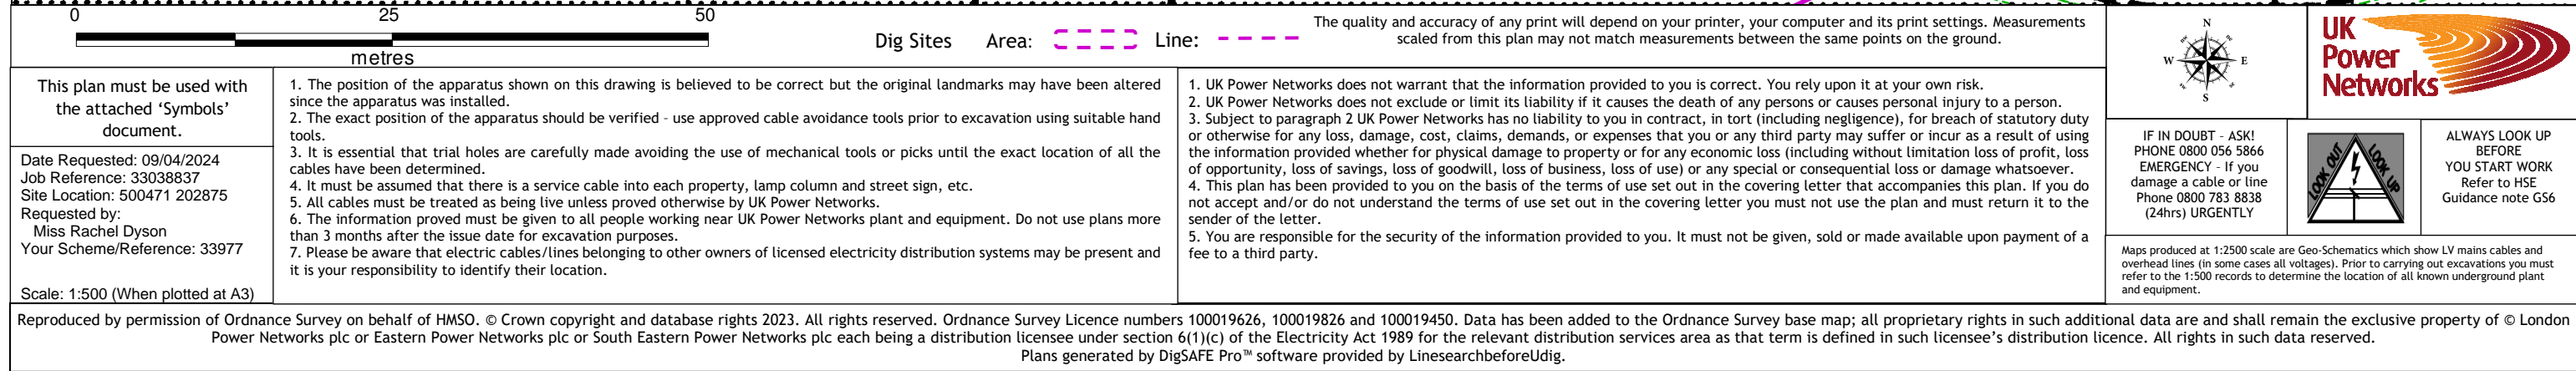 0 25 50
metres
Dig Sites Area: Line:
The quality and accuracy of any print will depend on your printer, your computer and its print settings. Measurements
scaled from this plan may not match measurements between the same points on the ground.
N
W E
S
UK
Power
Networks
This plan must be used with
the attached ‘Symbols’
document.
Date Requested: 09/04/2024
Job Reference: 33038837
Site Location: 500471 202875
Requested by:
Miss Rachel Dyson
Your Scheme/Reference: 33977
Scale: 1:500 (When plotted at A3)
1. The position of the apparatus shown on this drawing is believed to be correct but the original landmarks may have been altered
since the apparatus was installed.
2. The exact position of the apparatus should be verified - use approved cable avoidance tools prior to excavation using suitable hand
tools.
3. It is essential that trial holes are carefully made avoiding the use of mechanical tools or picks until the exact location of all the
cables have been determined.
4. It must be assumed that there is a service cable into each property, lamp column and street sign, etc.
5. All cables must be treated as being live unless proved otherwise by UK Power Networks.
6. The information proved must be given to all people working near UK Power Networks plant and equipment. Do not use plans more
than 3 months after the issue date for excavation purposes.
7. Please be aware that electric cables/lines belonging to other owners of licensed electricity distribution systems may be present and
it is your responsibility to identify their location.
1. UK Power Networks does not warrant that the information provided to you is correct. You rely upon it at your own risk.
2. UK Power Networks does not exclude or limit its liability if it causes the death of any persons or causes personal injury to a person.
3. Subject to paragraph 2 UK Power Networks has no liability to you in contract, in tort (including negligence), for breach of statutory duty
or otherwise for any loss, damage, cost, claims, demands, or expenses that you or any third party may suffer or incur as a result of using
the information provided whether for physical damage to property or for any economic loss (including without limitation loss of profit, loss
of opportunity, loss of savings, loss of goodwill, loss of business, loss of use) or any special or consequential loss or damage whatsoever.
4. This plan has been provided to you on the basis of the terms of use set out in the covering letter that accompanies this plan. If you do
not accept and/or do not understand the terms of use set out in the covering letter you must not use the plan and must return it to the
sender of the letter.
5. You are responsible for the security of the information provided to you. It must not be given, sold or made available upon payment of a
fee to a third party.
IF IN DOUBT - ASK!
PHONE 0800 056 5866
EMERGENCY - If you
damage a cable or line
Phone 0800 783 8838
(24hrs) URGENTLY
LOOK OUT
LOOK UP
ALWAYS LOOK UP
BEFORE
YOU START WORK
Refer to HSE
Guidance note GS6
Maps produced at 1:2500 scale are Geo-Schematics which show LV mains cables and
overhead lines (in some cases all voltages). Prior to carrying out excavations you must
refer to the 1:500 records to determine the location of all known underground plant
and equipment.
Reproduced by permission of Ordnance Survey on behalf of HMSO. © Crown copyright and database rights 2023. All rights reserved. Ordnance Survey Licence numbers 100019626, 100019826 and 100019450. Data has been added to the Ordnance Survey base map; all proprietary rights in such additional data are and shall remain the exclusive property of © London
Power Networks plc or Eastern Power Networks plc or South Eastern Power Networks plc each being a distribution licensee under section 6(1)(c) of the Electricity Act 1989 for the relevant distribution services area as that term is defined in such licensee’s distribution licence. All rights in such data reserved.
Plans generated by DigSAFE Pro™ software provided by LinesearchbeforeUdig.